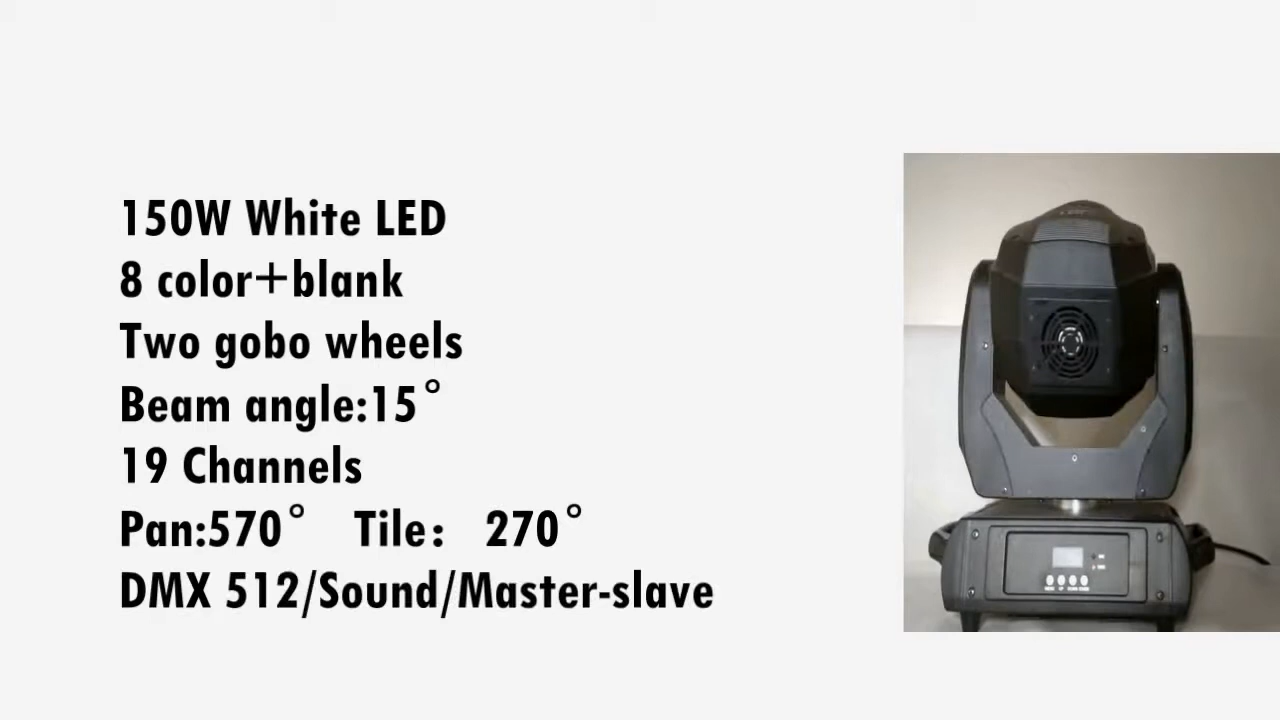 150W White LED
8 color+blank
Two gobo wheels
Beam angle:15°
19 Channels
Pan:570° Tile： 270°
DMX 512/Sound/Master-slave